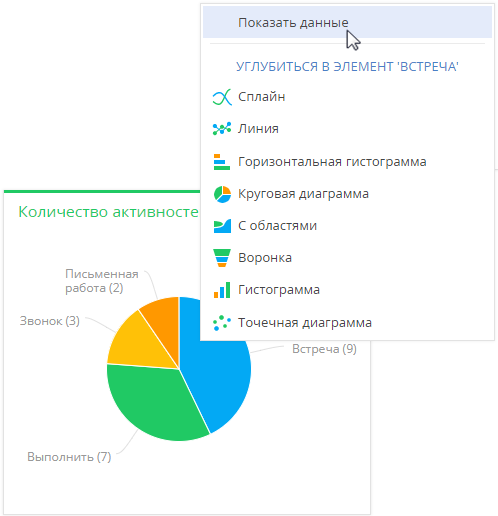 Показать данные
УГЛУБИТЬСЯ В ЭЛЕМЕНТ 'ВСТРЕЧА'
Сплайн
Линия
Горизонтальная гистограмма
Круговая диаграмма
С областями
Воронка
Гистограмма
Точечная диаграмма
Количество активносте
Письменная
работа (2)
Звонок (3)
Встреча (9)
Выполнить (7)